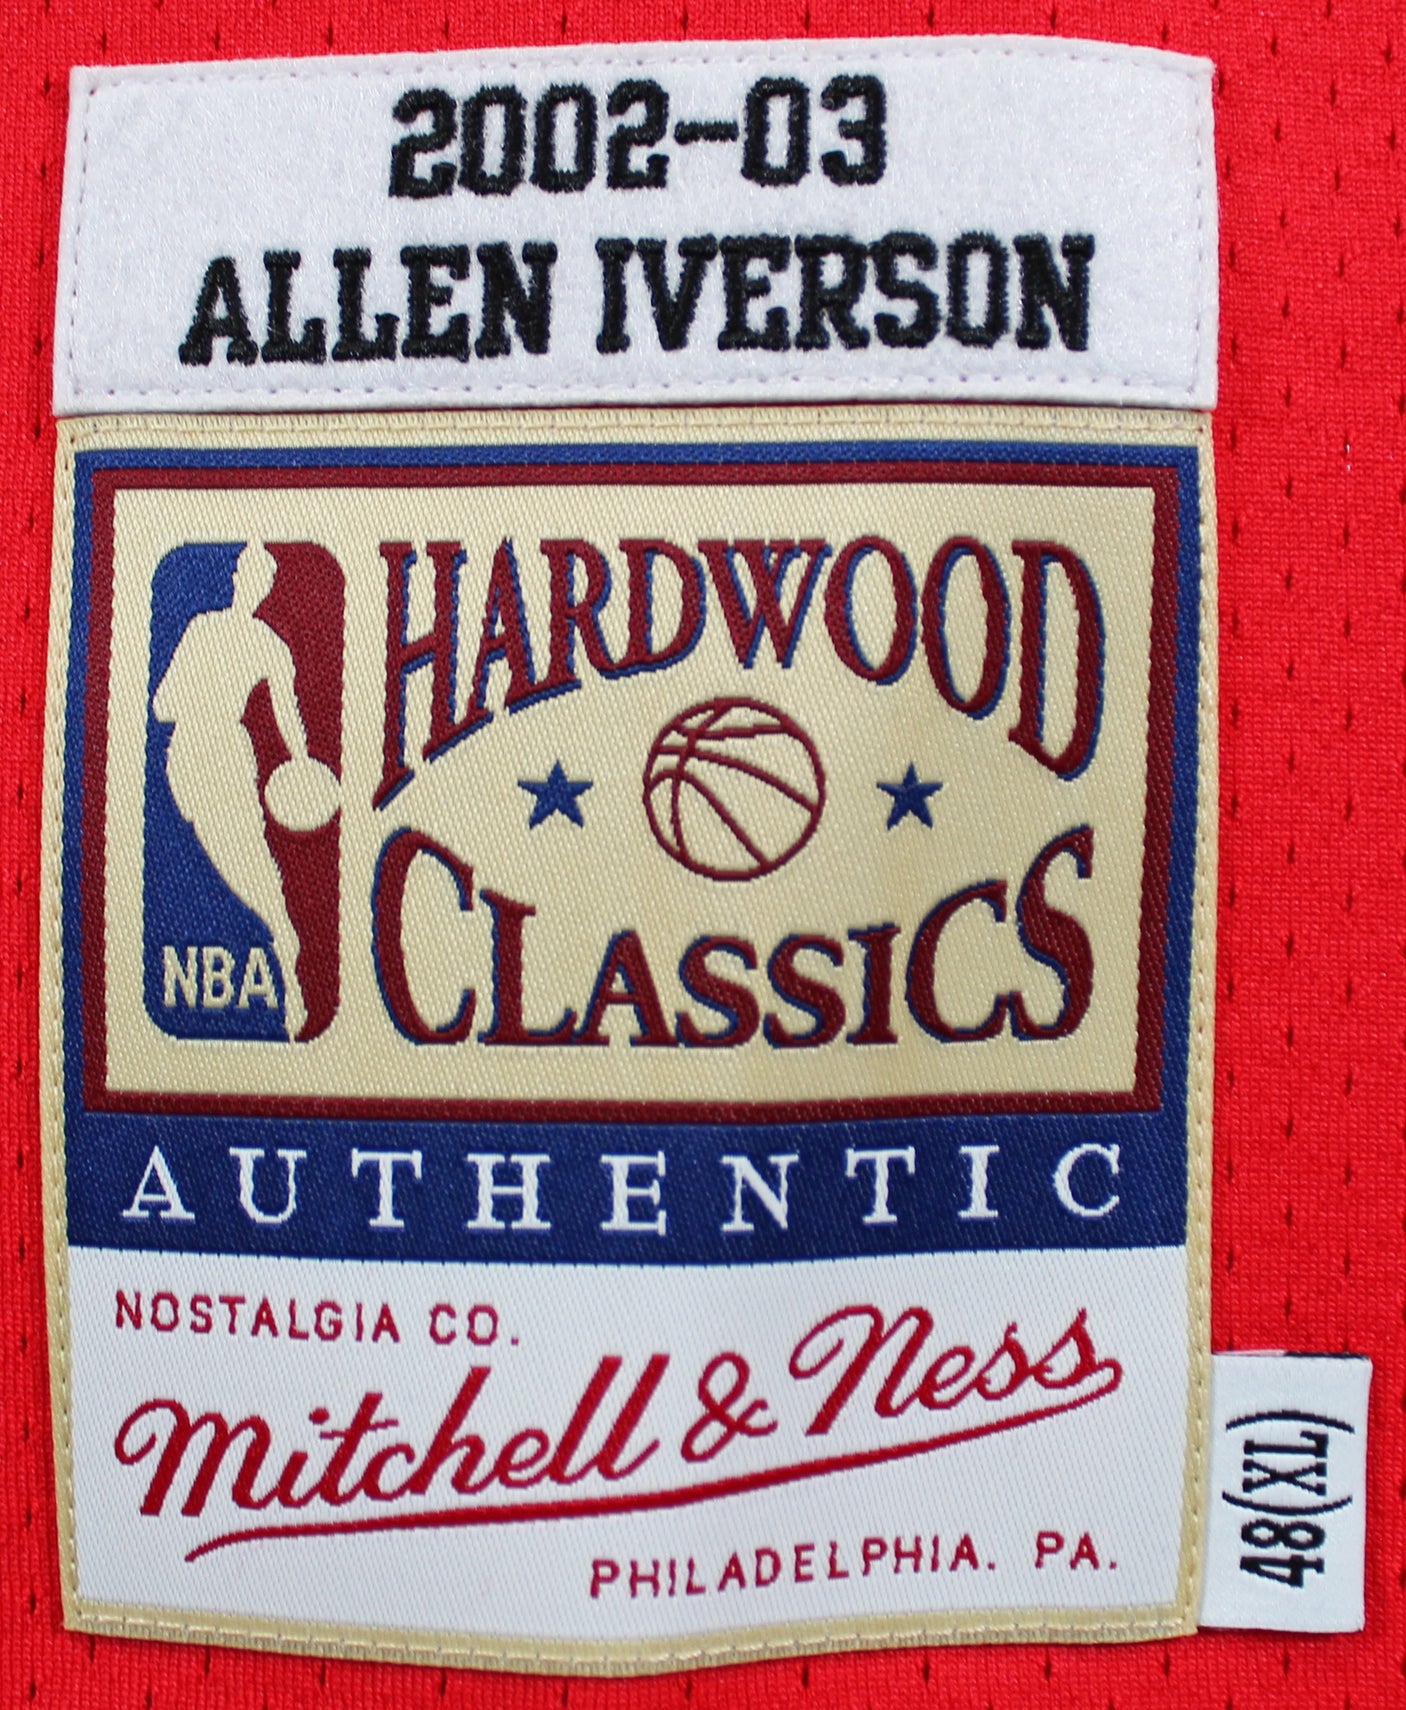 2002-03
ALLEN IVERSON
HARDWOOD
CLASSICS
NBA
AUTHENTIC
NOSTALGIA CO.
Mitchell & Ness
PHILADELPHIA. PA.
48(XL)